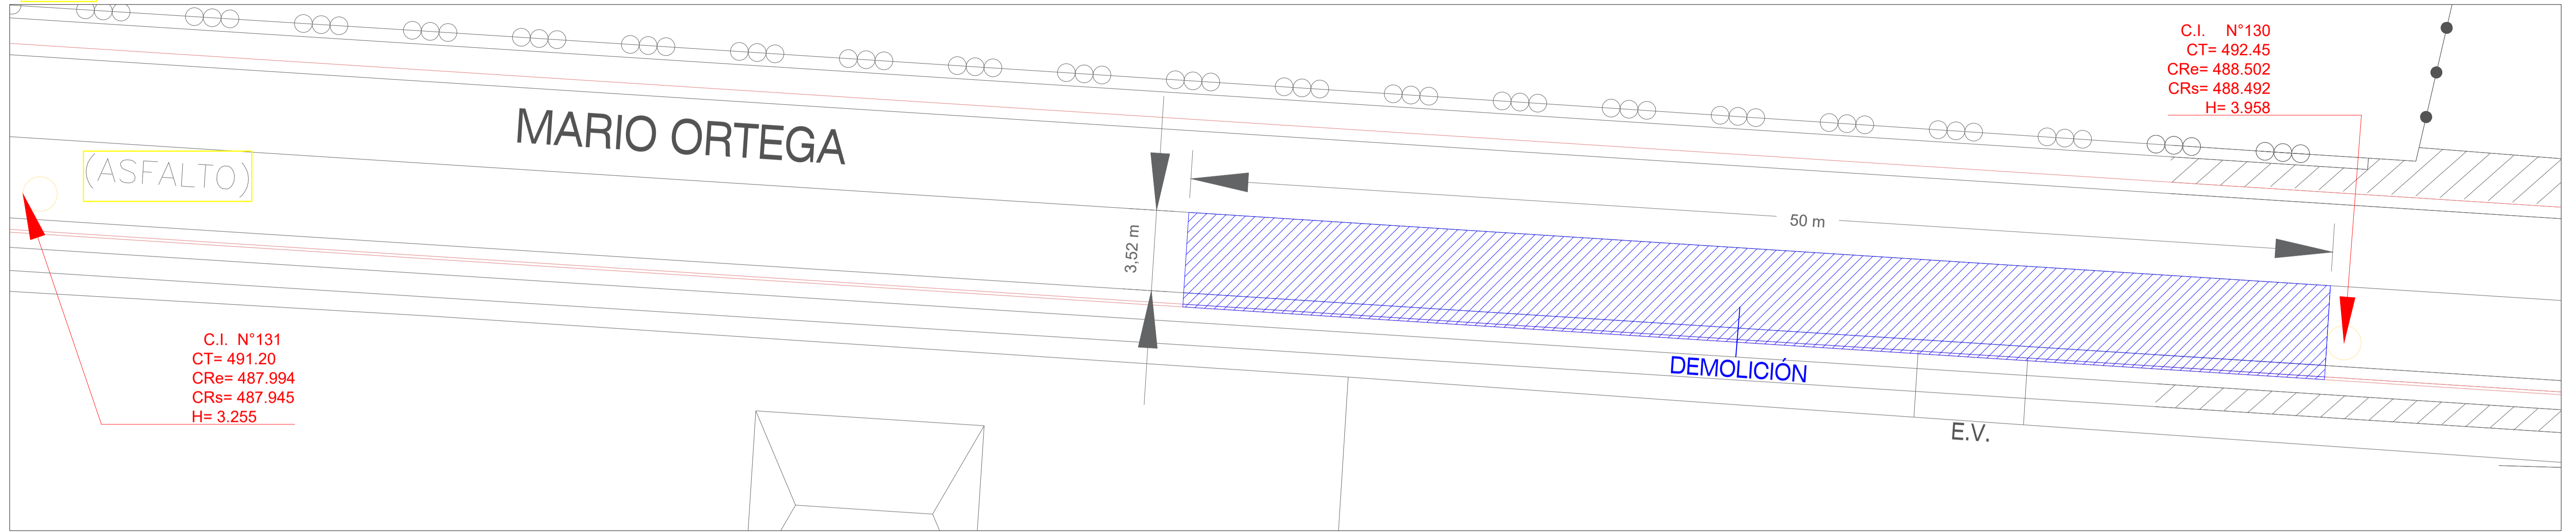 C.I. N°130
CT= 492.45
CRe= 488.502
CRs= 488.492
H= 3.958
MARIO ORTEGA
(ASFALTO)
50 m
3,52 m
C.I. N°131
CT= 491.20
CRe= 487.994
CRs= 487.945
H= 3.255
DEMOLICIÓN
E.V.